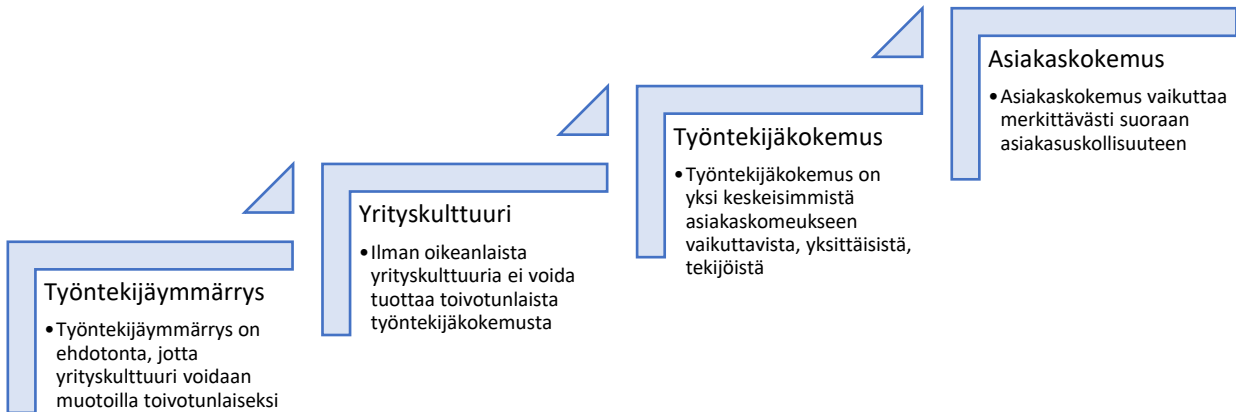 Työntekijäymmärrys
•Työntekijäymmärrys on
ehdotonta, jotta
yrityskulttuuri voidaan
muotoilla toivotunlaiseksi
Yrityskulttuuri
•Ilman oikeanlaista
yrityskulttuuria ei voida
tuottaa toivotunlaista
työntekijäkokemusta
Työntekijäkokemus
•Työntekijäkokemus on
yksi keskeisimmistä
asiakaskomeukseen
vaikuttavista, yksittäisistä,
tekijöistä
Asiakaskokemus
•Asiakaskokemus vaikuttaa
merkittävästi suoraan
asiakasuskollisuuteen